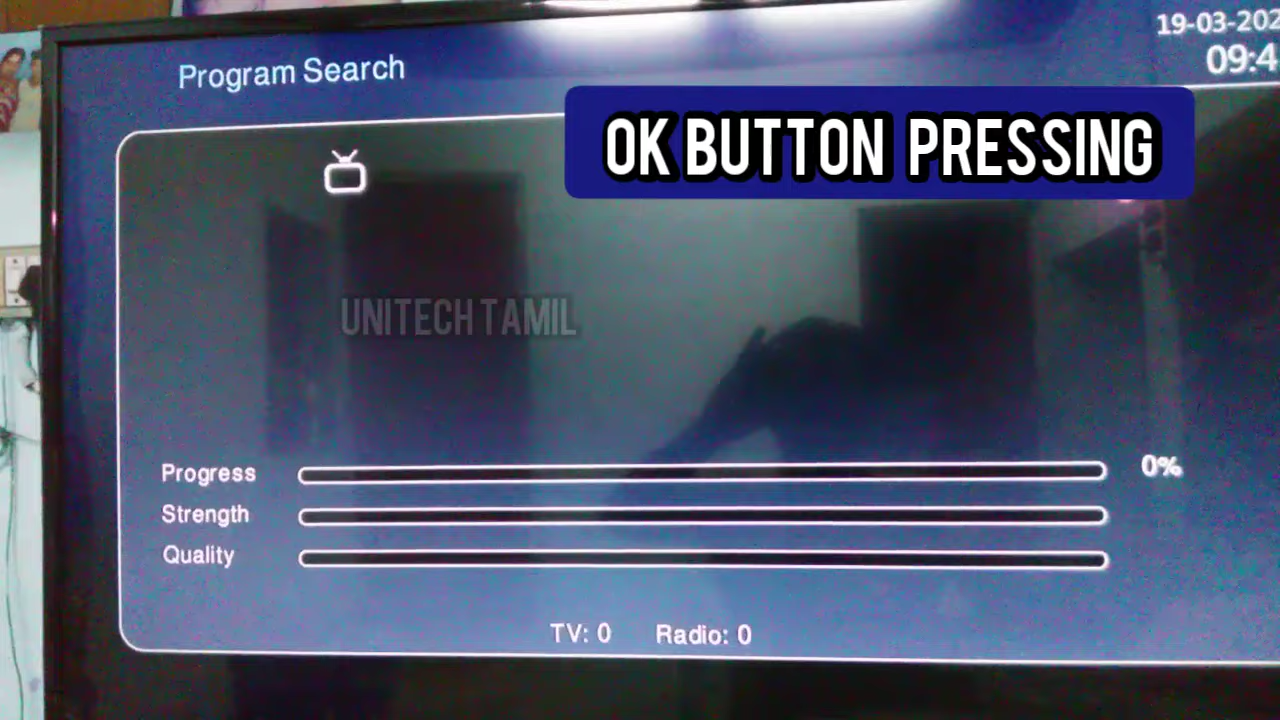 Program Search
19-03-202
09:4
OK BUTTON PRESSING
UNITECH TAMIL
Progress
0%
Strength
Quality
TV: 0 Radio: 0